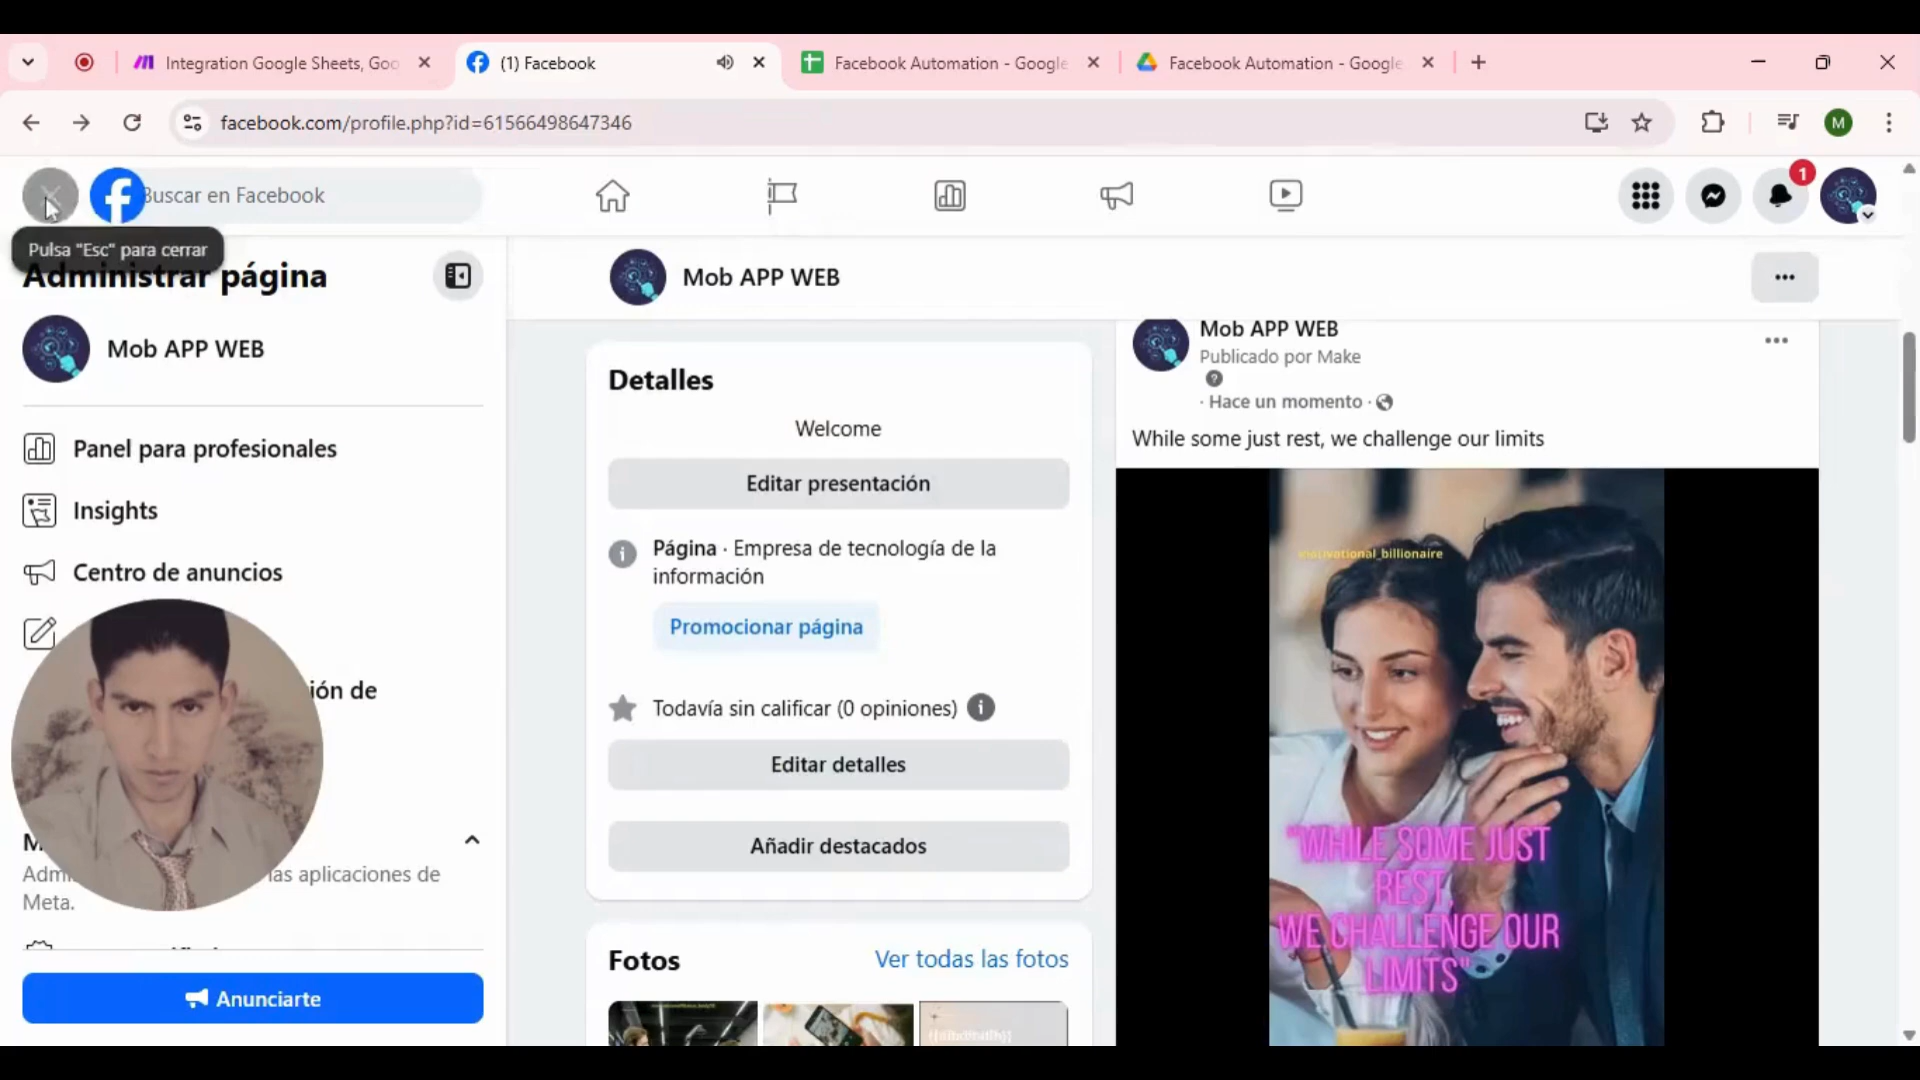 Integration Google Sheets, Goo
(1) Facebook
Facebook Automation - Google
Facebook Automation - Google
facebook.com/profile.php?id=61566498647346
M
Buscar en Facebook
1
Pulsa "Esc" para cerrar
Administrar página
Mob APP WEB
Mob APP WEB
Panel para profesionales
Insights
Centro de anuncios
ión de
M
Adm
las aplicaciones de
Meta.
Anunciarte
Detalles
Welcome
Editar presentación
Página · Empresa de tecnología de la
información
Promocionar página
Todavía sin calificar (0 opiniones)
Editar detalles
Añadir destacados
Fotos
Ver todas las fotos
Mob APP WEB
Publicado por Make
· Hace un momento ·
While some just rest, we challenge our limits
motivational_billionaire
"WHILE SOME JUST
REST,
WE CHALLENGE OUR
LIMITS"